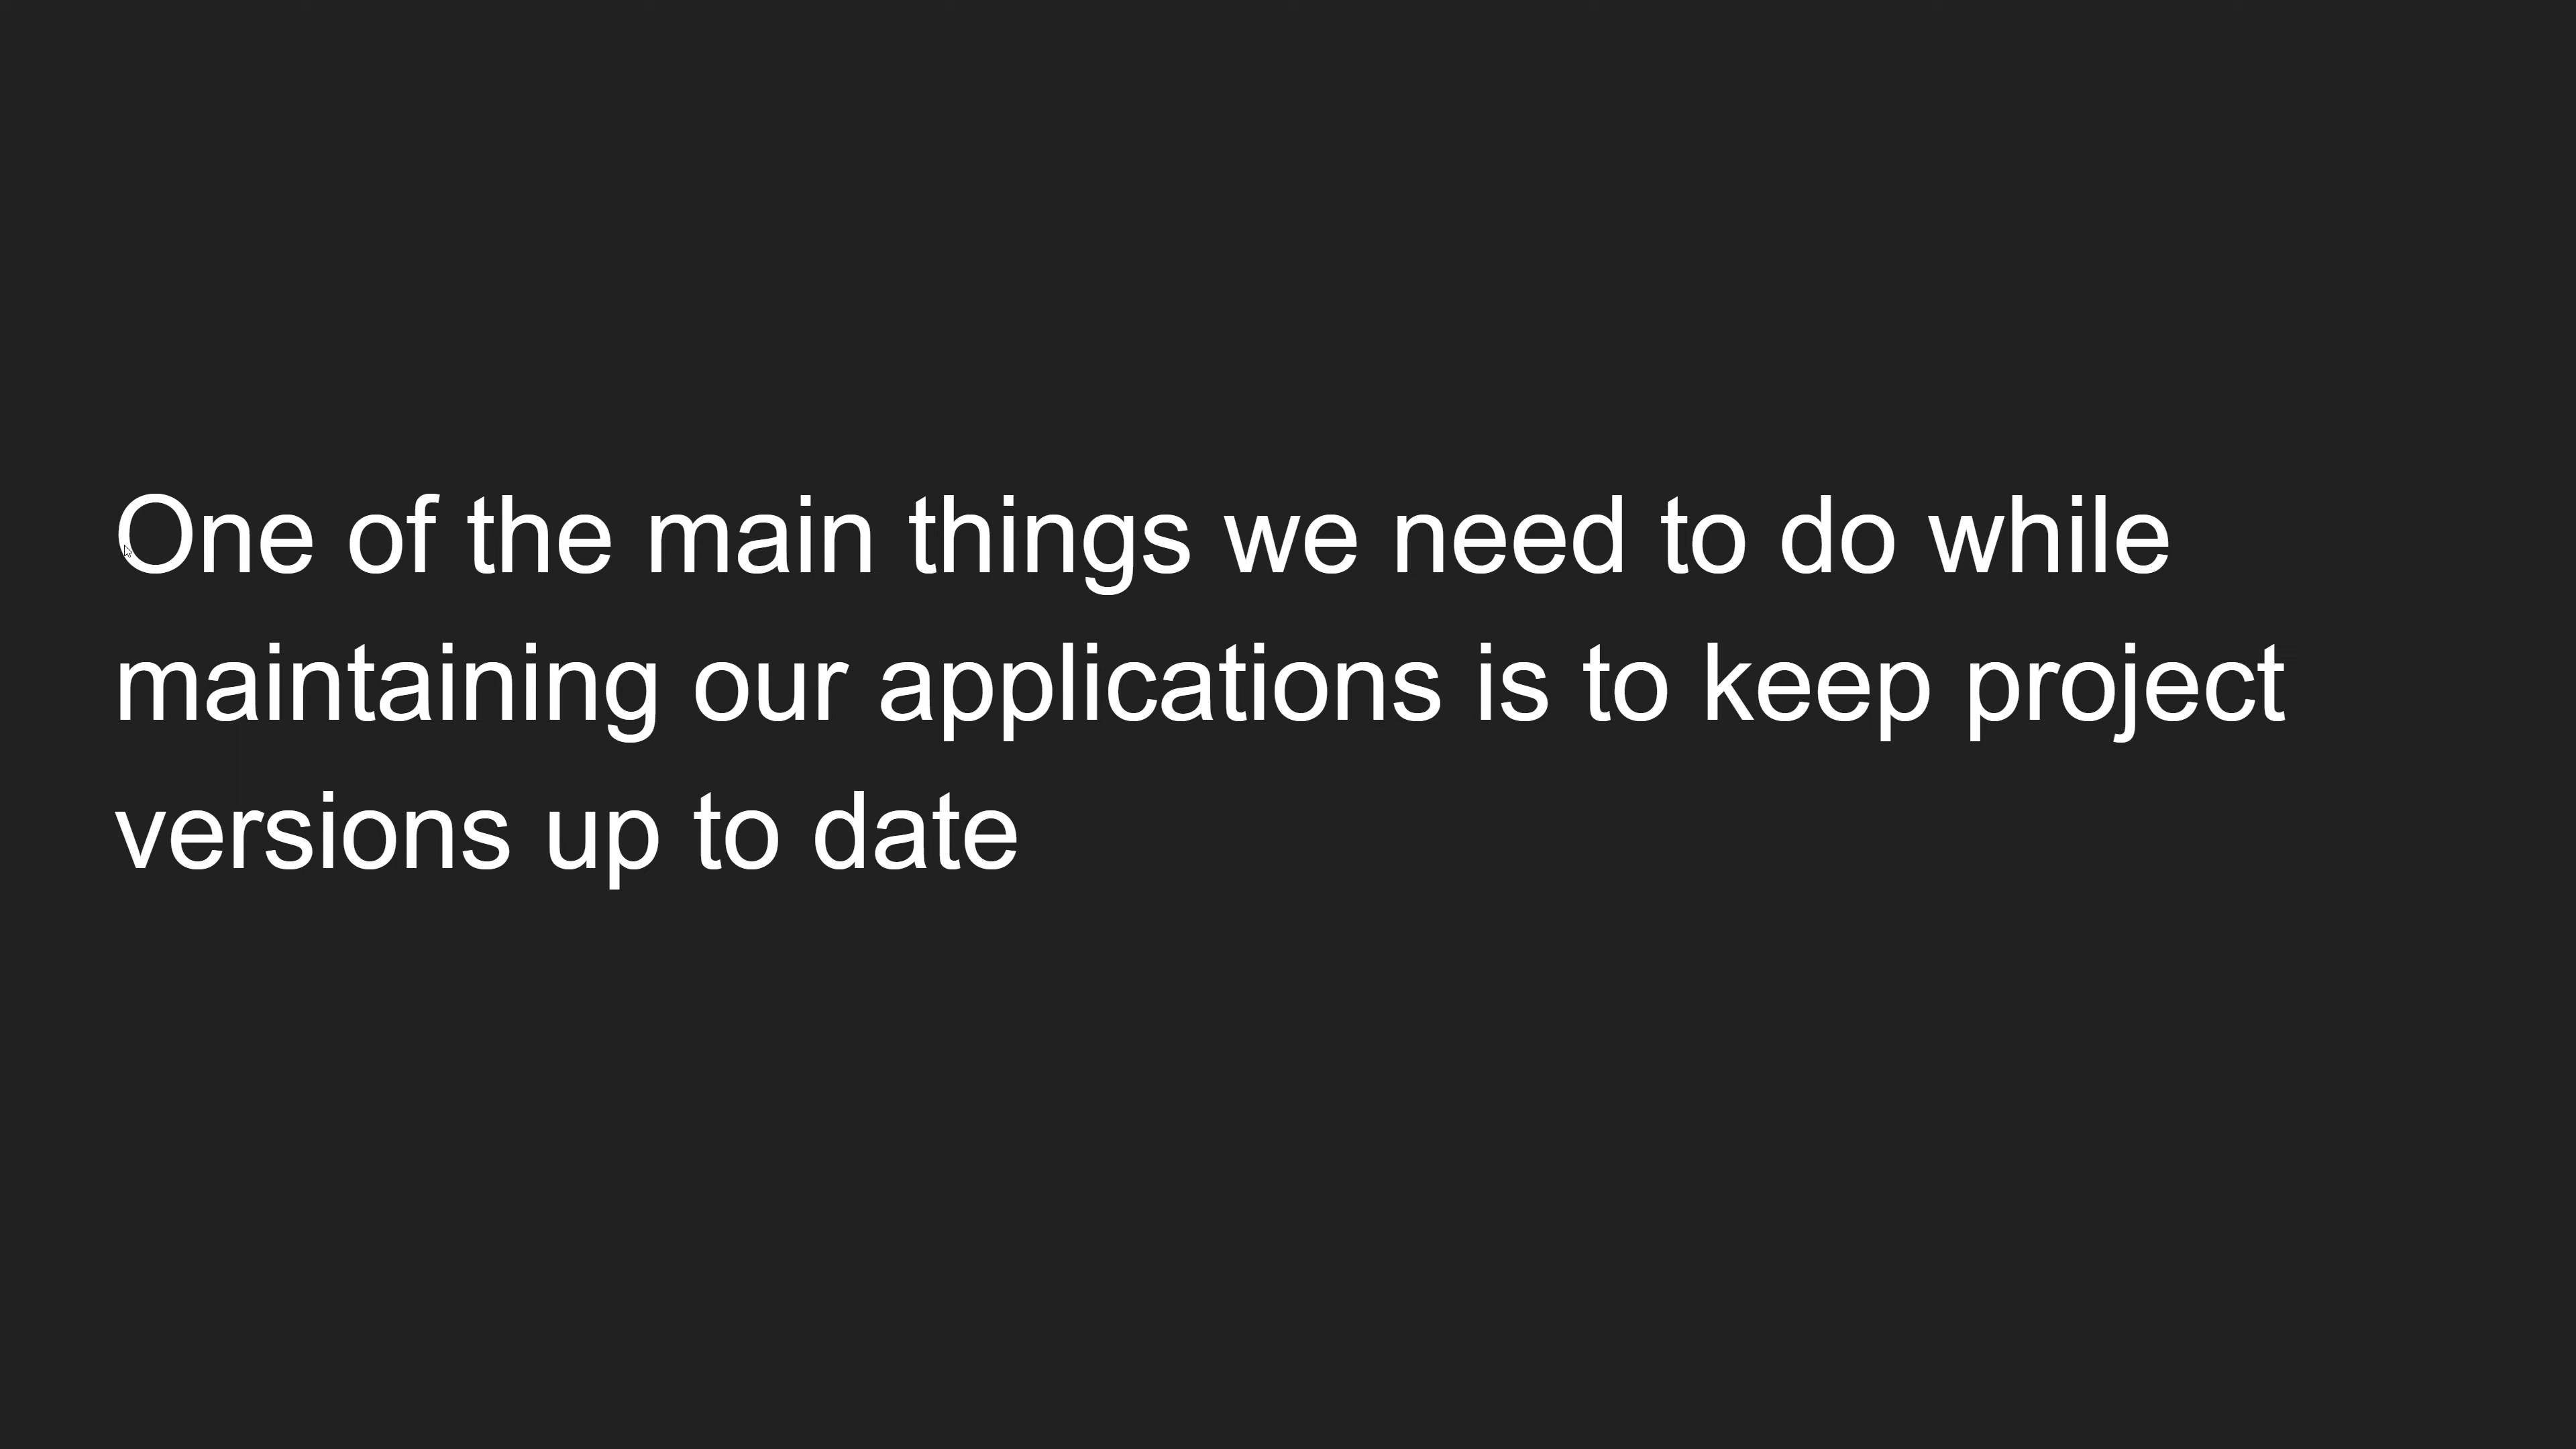 One of the main things we need to do while
maintaining our applications is to keep project
versions up to date